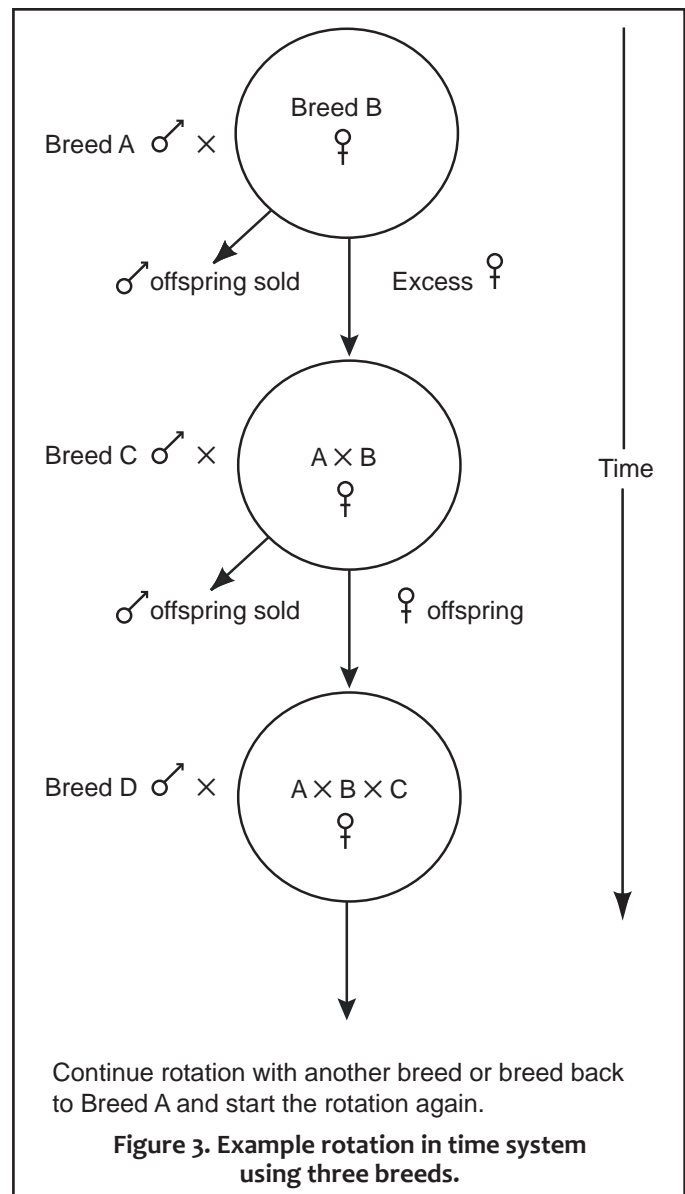 Breed B
♀
Breed A ♂ ×
♂ offspring sold
Excess ♀
Breed C ♂ ×
A × B
♀
Time
♂ offspring sold
♀ offspring
Breed D ♂ ×
A × B × C
♀
Continue rotation with another breed or breed back
to Breed A and start the rotation again.
Figure 3. Example rotation in time system
using three breeds.